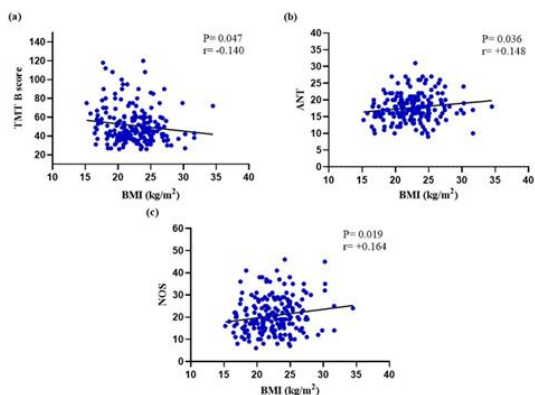 (a)
P= 0.047
r= -0.140
TMT B score
140
120
100
80
60
40
20
10 15 20 25 30 35 40
BMI (kg/m²)
(b)
P= 0.036
r= +0.148
ANT
40
35
30
25
20
15
10
5
0
10 15 20 25 30 35 40
BMI (kg/m²)
(c)
P= 0.019
r= +0.164
NOS
60
50
40
30
20
10
0
10 15 20 25 30 35 40
BMI (kg/m²)